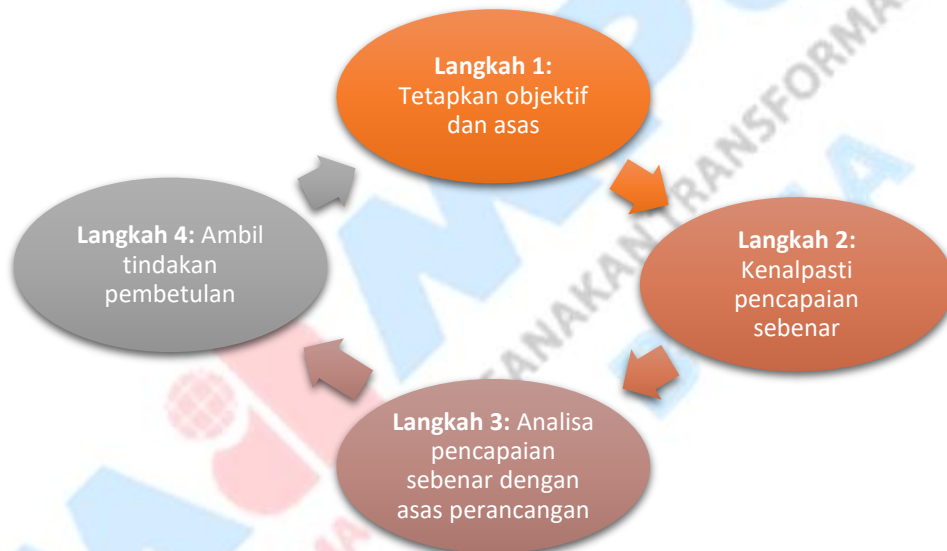 Langkah 1:
Tetapkan objektif
dan asas
Langkah 2:
Kenalpasti
pencapaian
sebenar
Langkah 3: Analisa
pencapaian
sebenar dengan
asas perancangan
Langkah 4: Ambil
tindakan
pembetulan